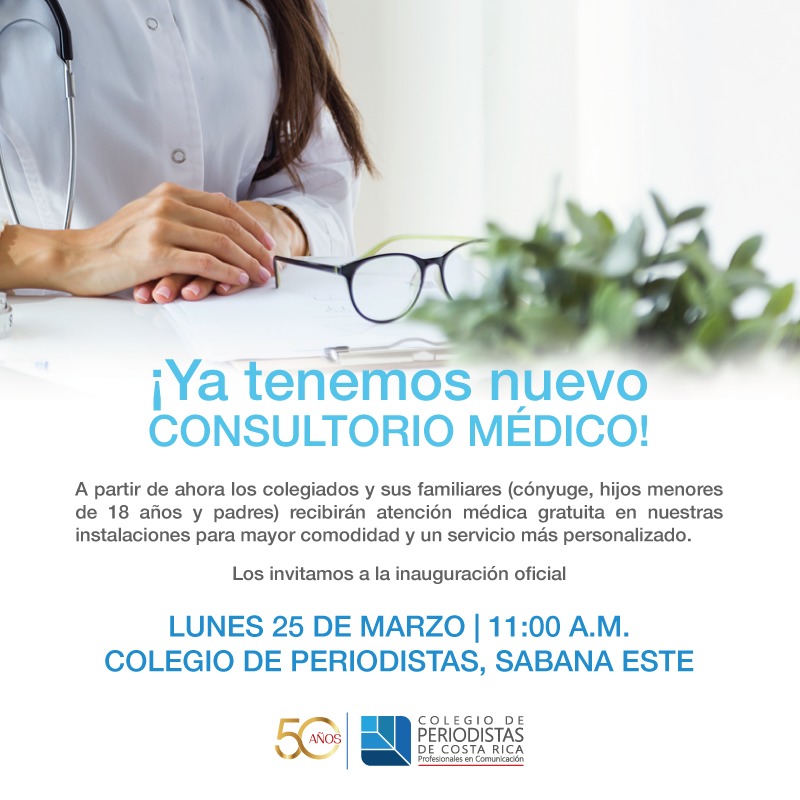 ¡Ya tenemos nuevo
CONSULTORIO MÉDICO!
A partir de ahora los colegiados y sus familiares (cónyuge, hijos menores
de 18 años y padres) recibirán atención médica gratuita en nuestras
instalaciones para mayor comodidad y un servicio más personalizado.
Los invitamos a la inauguración oficial
LUNES 25 DE MARZO | 11:00 A.M.
COLEGIO DE PERIODISTAS, SABANA ESTE
50 AÑOS
COLEGIO DE
PERIODISTAS
DE COSTA RICA
Profesionales en Comunicación